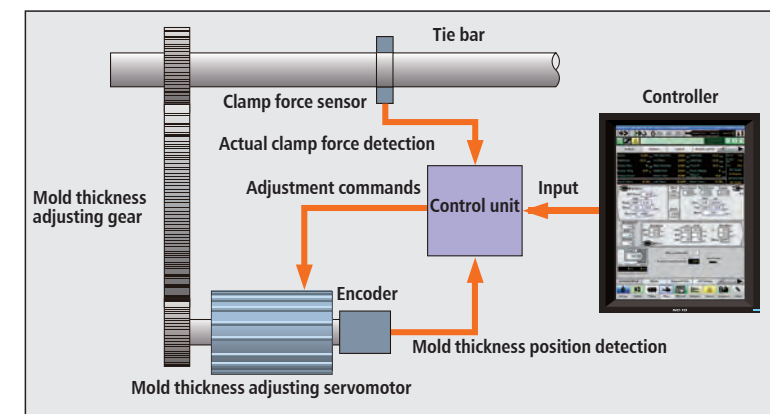 Tie bar
Clamp force sensor
Controller
Actual clamp force detection
Mold thickness
adjusting gear
Adjustment commands
Control unit
Input
Encoder
Mold thickness position detection
Mold thickness adjusting servomotor